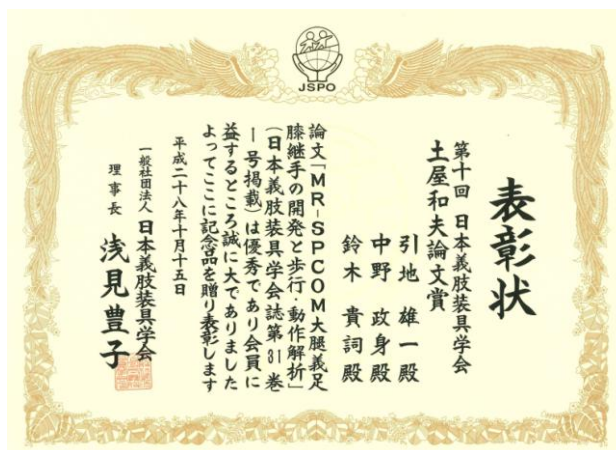 JSPO
表彰状
第十回 日本義肢装具学会
土屋和夫論文賞
引地 雄一殿
中野 政身殿
鈴木 貴詞殿
論文「MR-SPCOM大腿義足
膝継手の開発と歩行・動作解析」
(日本義肢装具学会誌第31巻
1号掲載)は優秀であり会員に
益するところ誠に大でありました
よってここに記念品を贈り表彰します
平成二十八年十月十五日
一般社団法人 日本義肢装具学会
理事長 浅見豊子